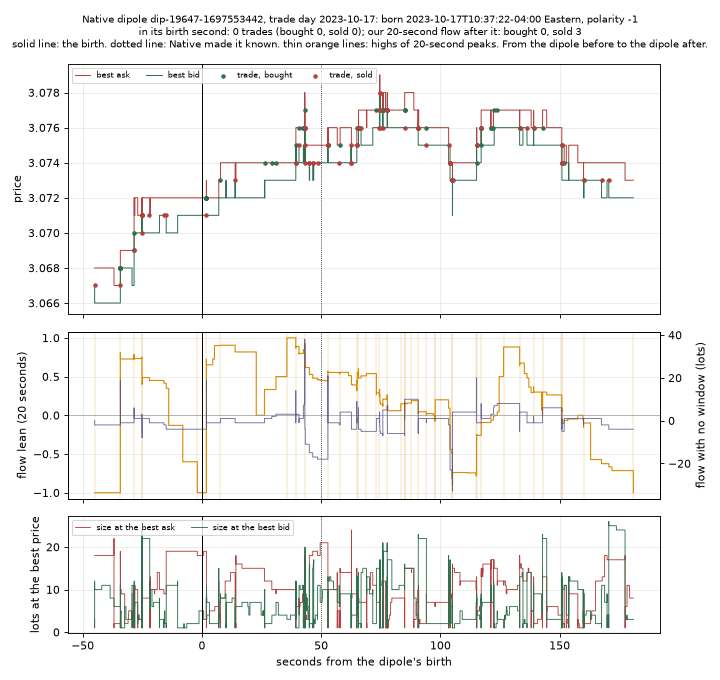 Native dipole dip-19647-1697553442, trade day 2023-10-17: born 2023-10-17T10:37:22-04:00 Eastern, polarity -1
in its birth second: 0 trades (bought 0, sold 0); our 20-second flow after it: bought 0, sold 3
solid line: the birth. dotted line: Native made it known. thin orange lines: highs of 20-second peaks. From the dipole before to the dipole after.
best ask
best bid
trade, bought
trade, sold
3.078
3.076
3.074
3.072
3.070
3.068
3.066
price
1.0
0.5
0.0
−0.5
−1.0
flow lean (20 seconds)
40
20
0
−20
flow with no window (lots)
size at the best ask
size at the best bid
20
10
0
lots at the best price
−50
0
50
100
150
seconds from the dipole's birth